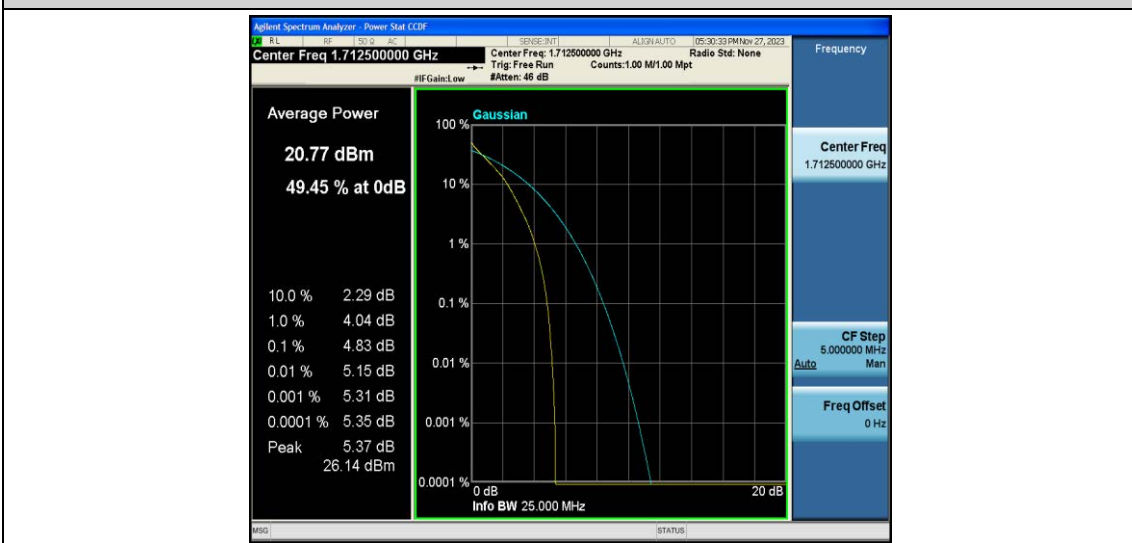 Agilent Spectrum Analyzer - Power Stat CCDF
RL RF 50 Ω AC SENSE:INT ALIGN AUTO 05:30:33 PM Nov 27, 2023
Center Freq 1.712500000 GHz
Center Freq: 1.712500000 GHz Radio Std: None
Trig: Free Run Counts:1.00 M/1.00 Mpt
#IFGain:Low #Atten: 46 dB
Frequency
Average Power
20.77 dBm
49.45 % at 0dB
10.0 % 2.29 dB
1.0 % 4.04 dB
0.1 % 4.83 dB
0.01 % 5.15 dB
0.001 % 5.31 dB
0.0001 % 5.35 dB
Peak 5.37 dB
26.14 dBm
Gaussian
100 %
10 %
1 %
0.1 %
0.01 %
0.001 %
0.0001 %
0 dB 20 dB
Info BW 25.000 MHz
Center Freq
1.712500000 GHz
CF Step
5.000000 MHz
Auto Man
Freq Offset
0 Hz
MSG STATUS